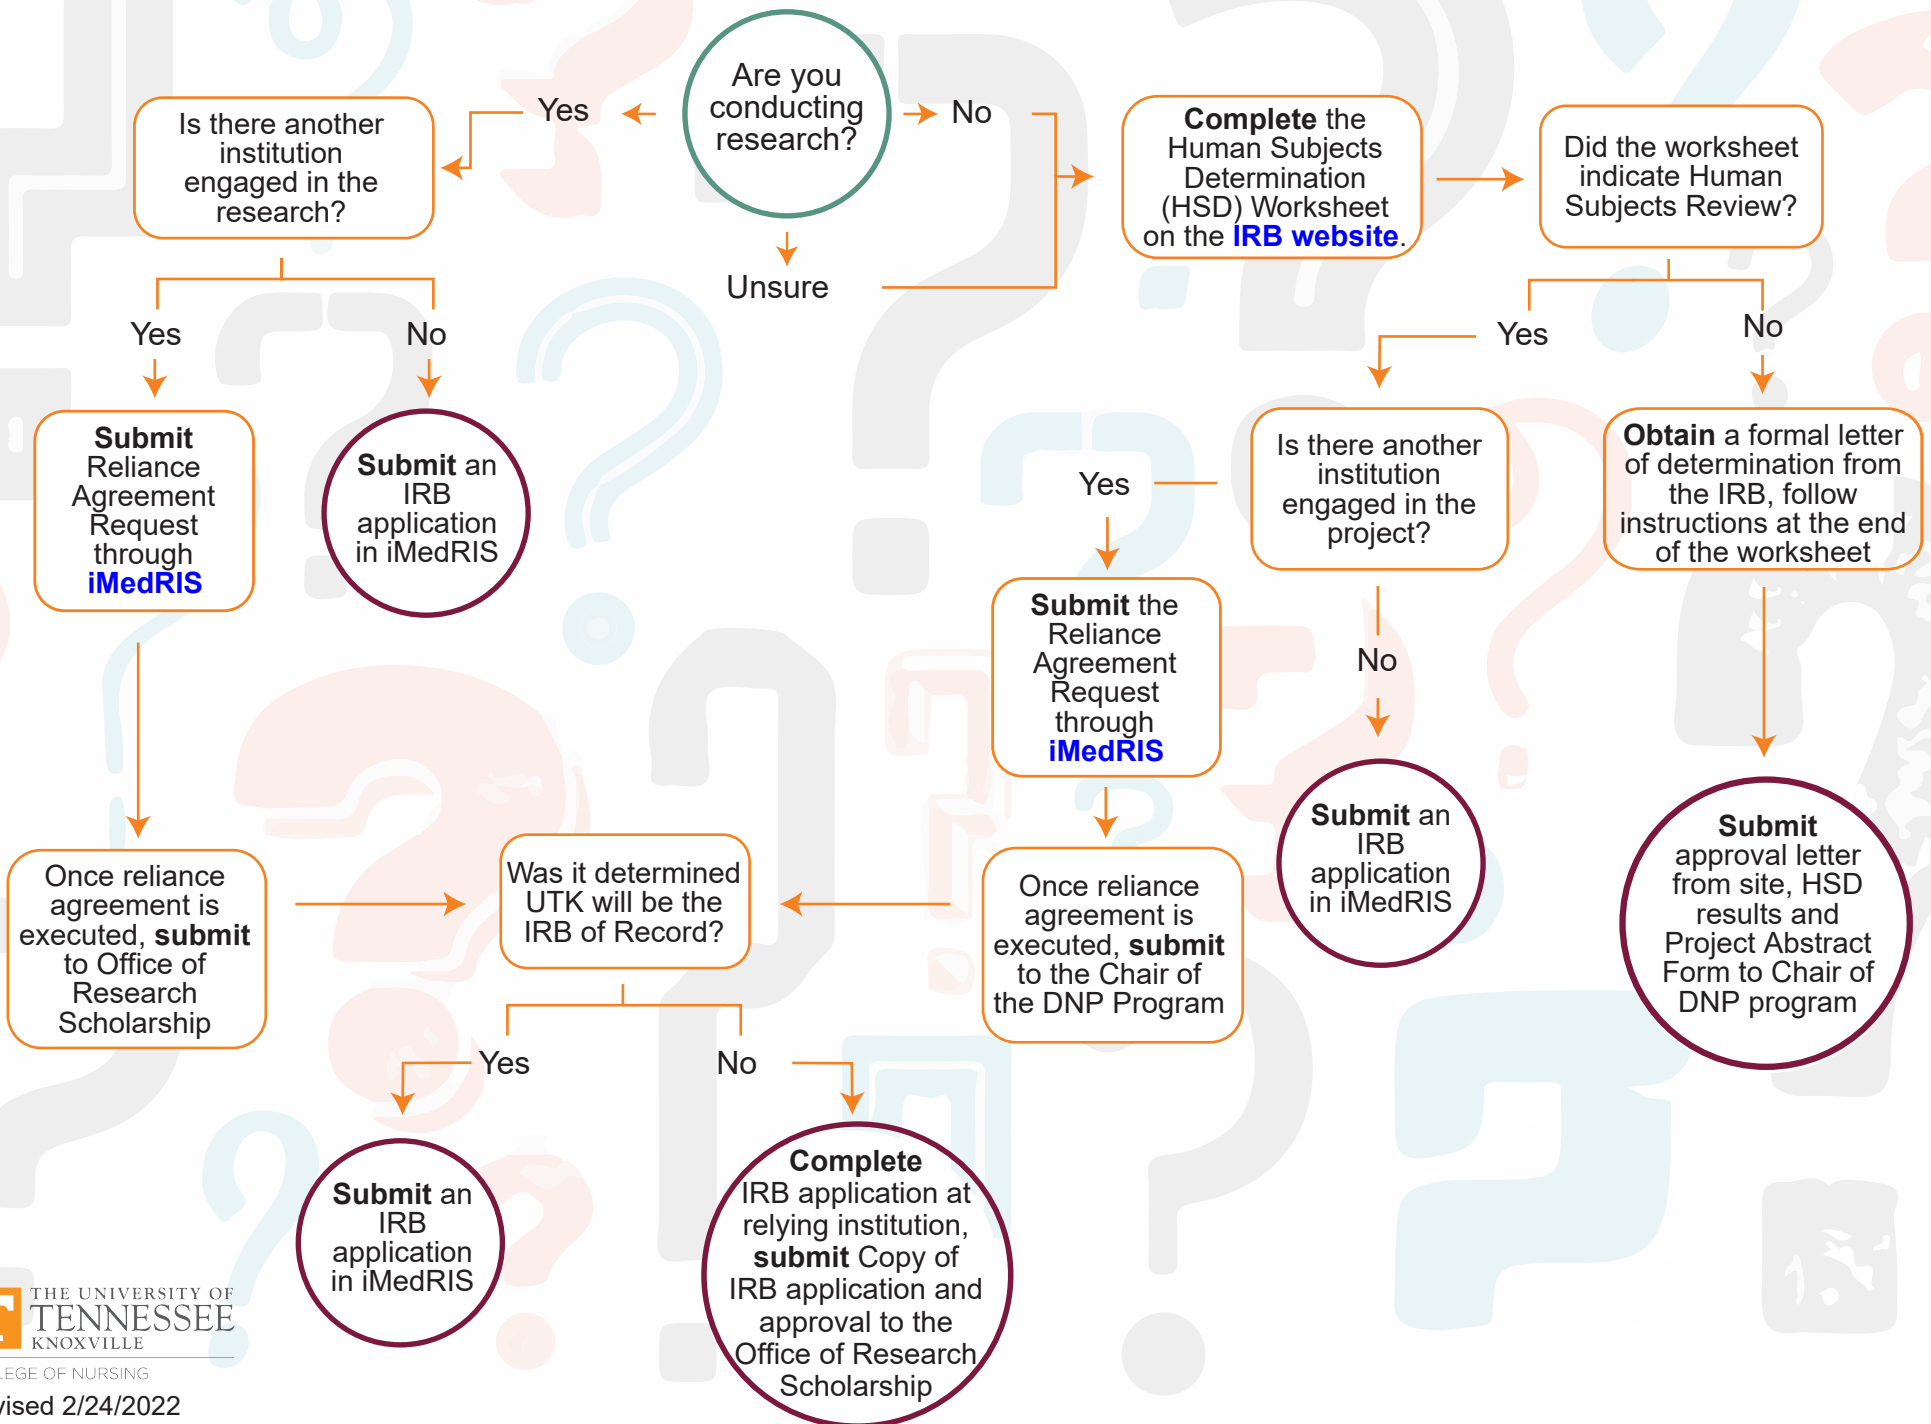 Are you
conducting
research?
Yes
No
Unsure
Is there another
institution
engaged in the
research?
Complete the
Human Subjects
Determination
(HSD) Worksheet
on the IRB website.
Did the worksheet
indicate Human
Subjects Review?
Yes
No
Yes
No
Submit
Reliance
Agreement
Request
through
iMedRIS
Submit an
IRB
application
in iMedRIS
Yes
Is there another
institution
engaged in the
project?
Obtain a formal letter
of determination from
the IRB, follow
instructions at the end
of the worksheet
Submit the
Reliance
Agreement
Request
through
iMedRIS
No
Submit an
IRB
application
in iMedRIS
Submit
approval letter
from site, HSD
results and
Project Abstract
Form to Chair of
DNP program
Once reliance
agreement is
executed, submit
to Office of
Research
Scholarship
Was it determined
UTK will be the
IRB of Record?
Once reliance
agreement is
executed, submit
to the Chair of
the DNP Program
Yes
No
Submit an
IRB
application
in iMedRIS
Complete
IRB application at
relying institution,
submit Copy of
IRB application and
approval to the
Office of Research
Scholarship
THE UNIVERSITY OF
TENNESSEE
KNOXVILLE
LEGE OF NURSING
vised 2/24/2022